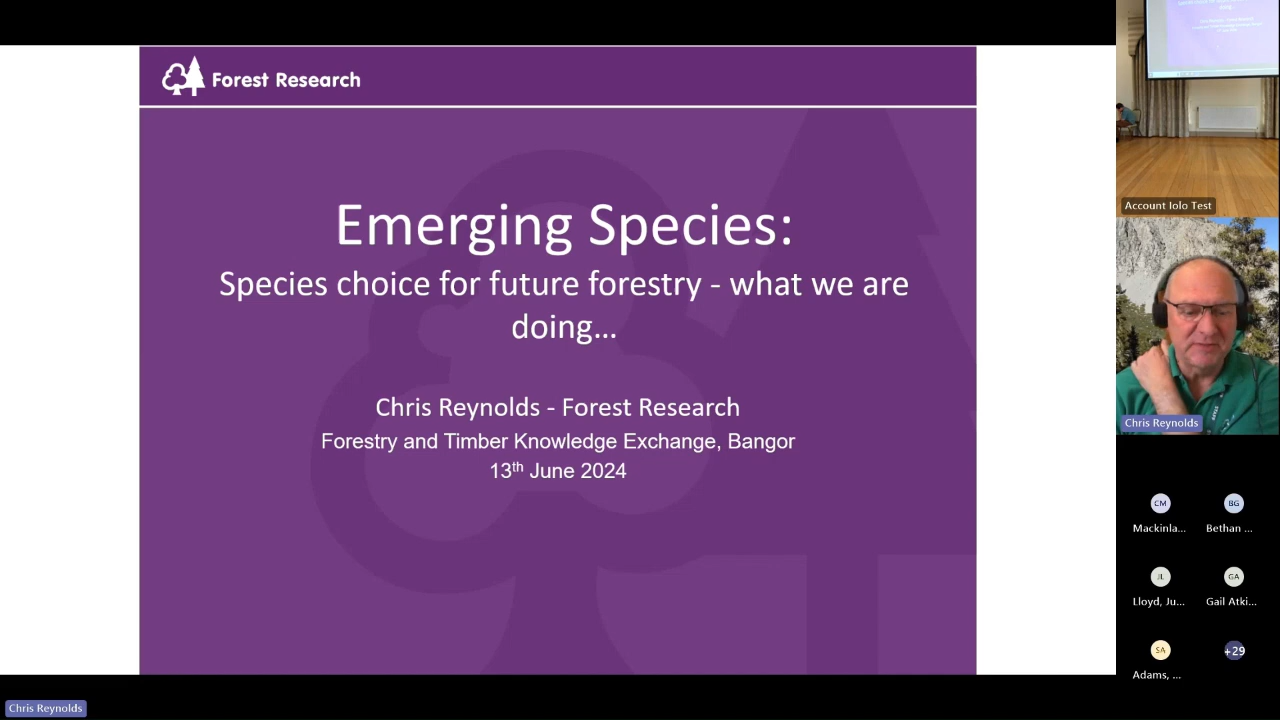 Forest Research
Emerging Species:
Species choice for future forestry - what we are
doing...
Chris Reynolds - Forest Research
Forestry and Timber Knowledge Exchange, Bangor
13th June 2024
Account Iolo Test
Chris Reynolds
CM
BG
Mackinla...
Bethan ...
JL
GA
Lloyd, Ju...
Gail Atki...
SA
+29
Adams, ...
Chris Reynolds